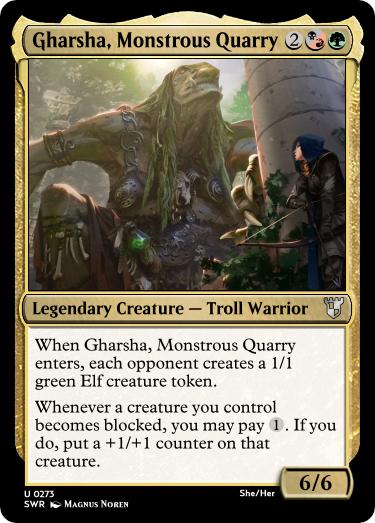 Gharsha, Monstrous Quarry 2
Legendary Creature — Troll Warrior
When Gharsha, Monstrous Quarry
enters, each opponent creates a 1/1
green Elf creature token.
Whenever a creature you control
becomes blocked, you may pay 1. If you
do, put a +1/+1 counter on that
creature.
6/6
U 0273 She/Her
SWR Magnus Noren